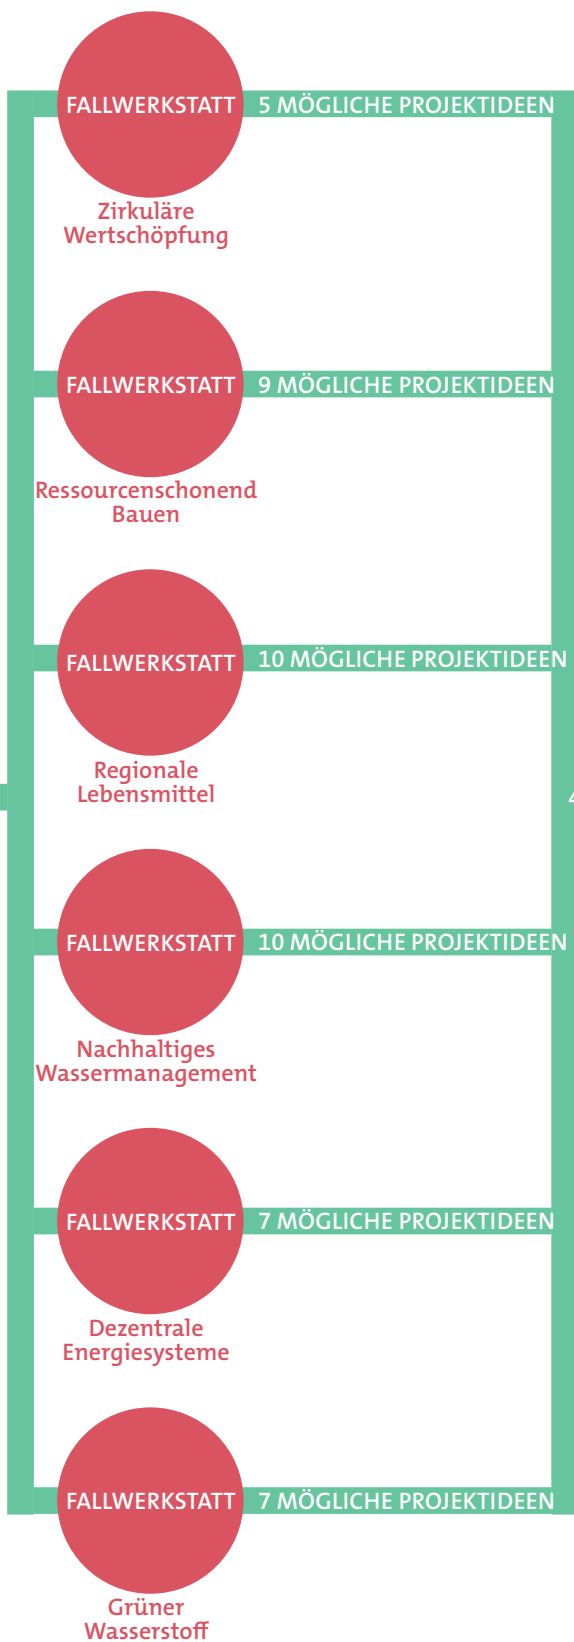 FALLWERKSTATT 5 MÖGLICHE PROJEKTIDEEN
Zirkuläre
Wertschöpfung
FALLWERKSTATT 9 MÖGLICHE PROJEKTIDEEN
Ressourcenschonend
Bauen
FALLWERKSTATT 10 MÖGLICHE PROJEKTIDEEN
Regionale
Lebensmittel
FALLWERKSTATT 10 MÖGLICHE PROJEKTIDEEN
Nachhaltiges
Wassermanagement
FALLWERKSTATT 7 MÖGLICHE PROJEKTIDEEN
Dezentrale
Energiesysteme
FALLWERKSTATT 7 MÖGLICHE PROJEKTIDEEN
Grüner
Wasserstoff